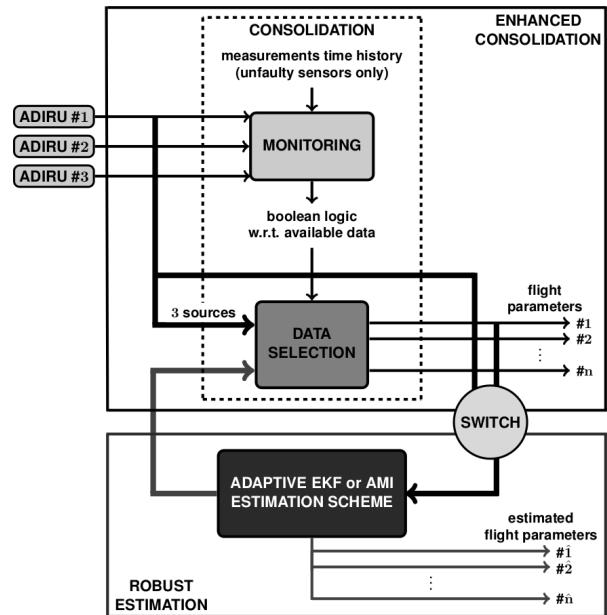 ENHANCED
CONSOLIDATION
CONSOLIDATION
measurements time history
(unfaulty sensors only)
ADIRU #1
ADIRU #2
ADIRU #3
MONITORING
boolean logic
w.r.t. available data
3 sources
DATA
SELECTION
flight
parameters
#1
#2
⋮
#n
SWITCH
ADAPTIVE EKF or AMI
ESTIMATION SCHEME
estimated
flight parameters
#1̂
#2̂
⋮
#n̂
ROBUST
ESTIMATION